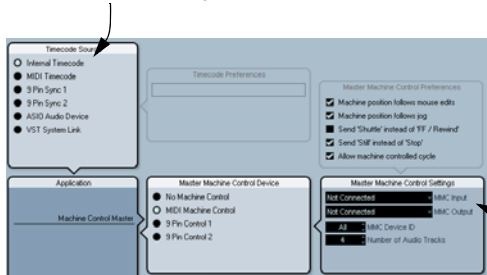 Timecode Source
Internal Timecode
MIDI Timecode
9 Pin Sync 1
9 Pin Sync 2
ASIO Audio Device
VST System Link
Timecode Preferences
Master Machine Control Preferences
Machine position follows mouse edits
Machine position follows jog
Send 'Shuttle' instead of 'FF / Rewind'
Send 'Still' instead of 'Stop'
Allow machine controlled cycle
Application
Machine Control Master
Master Machine Control Device
No Machine Control
MIDI Machine Control
9 Pin Control 1
9 Pin Control 2
Master Machine Control Settings
Not Connected MMC Input
Not Connected MMC Output
All MMC Device ID
4 Number of Audio Tracks